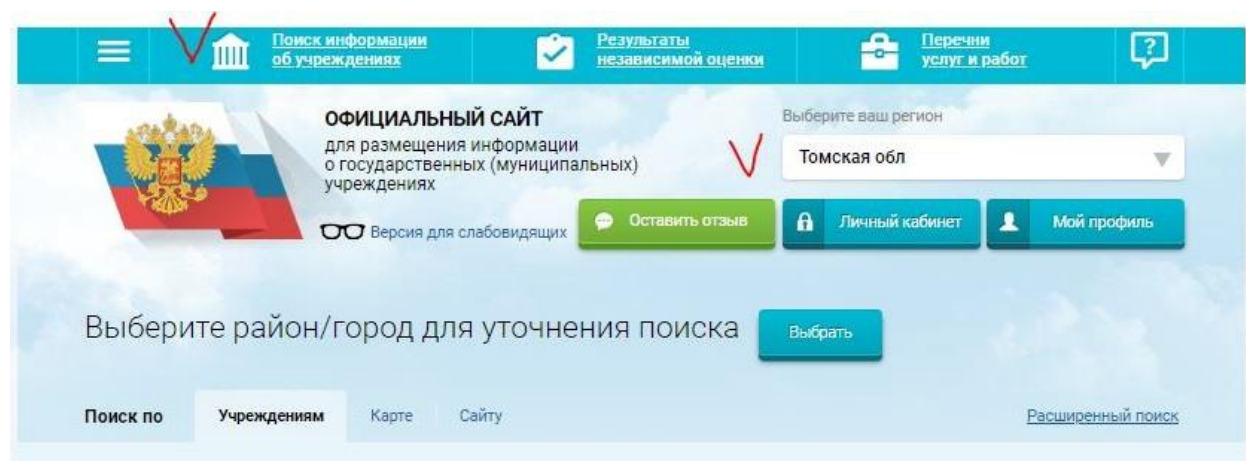 Поиск информации
об учреждениях
Результаты
независимой оценки
Перечни
услуг и работ
?
ОФИЦИАЛЬНЫЙ САЙТ
для размещения информации
о государственных (муниципальных)
учреждениях
Версия для слабовидящих
Выберите ваш регион
Томская обл
Оставить отзыв
Личный кабинет
Мой профиль
Выберите район/город для уточнения поиска
Выбрать
Поиск по
Учреждениям
Карте
Сайту
Расширенный поиск